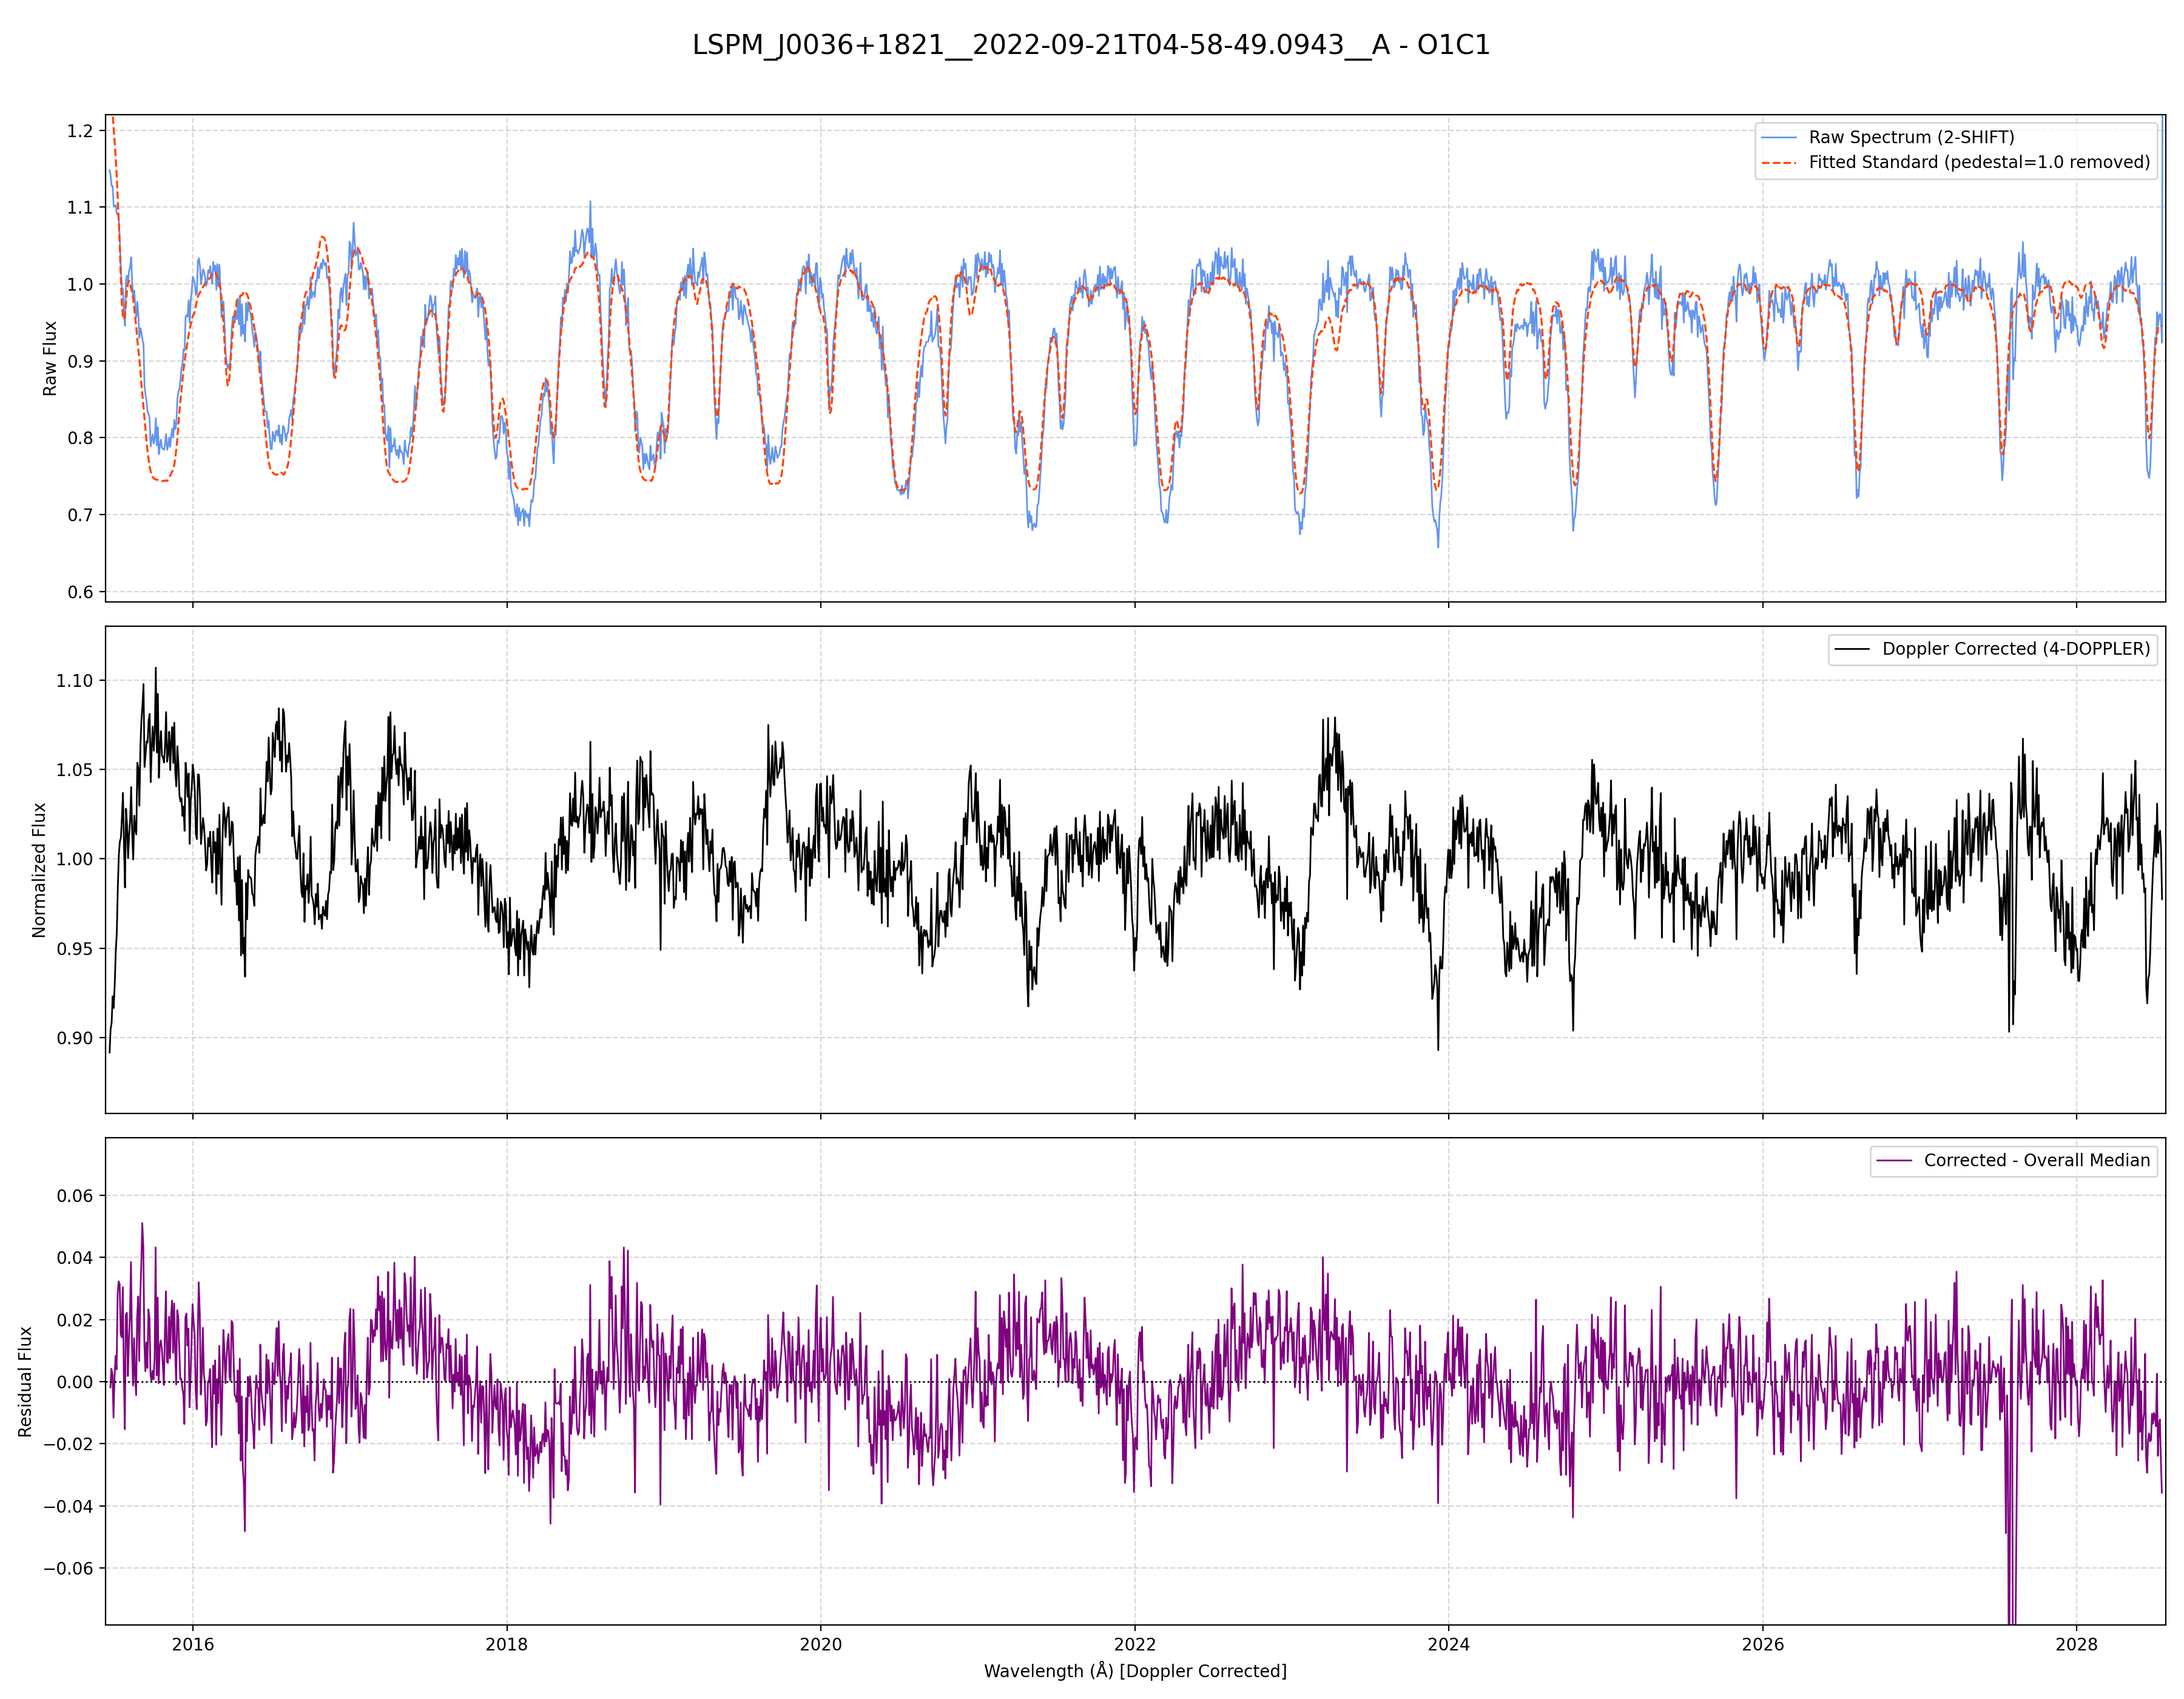 LSPM_J0036+1821__2022-09-21T04-58-49.0943__A - O1C1
Raw Flux
1.2
1.1
1.0
0.9
0.8
0.7
0.6
Raw Spectrum (2-SHIFT)
Fitted Standard (pedestal=1.0 removed)
Normalized Flux
1.10
1.05
1.00
0.95
0.90
Doppler Corrected (4-DOPPLER)
Residual Flux
0.06
0.04
0.02
0.00
−0.02
−0.04
−0.06
Corrected - Overall Median
2016 2018 2020 2022 2024 2026 2028
Wavelength (Å) [Doppler Corrected]